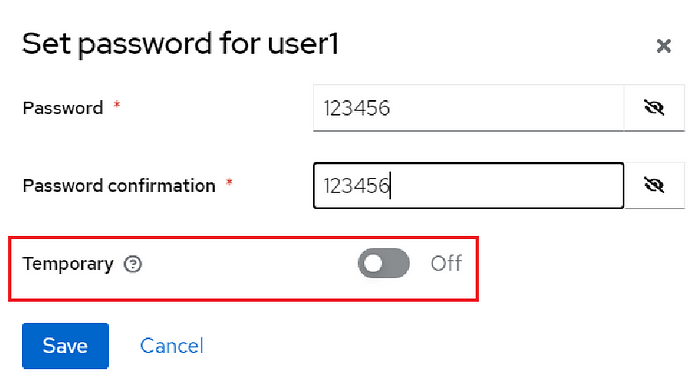 Set password for user1
Password *
123456
Password confirmation *
123456
Temporary
Off
Save
Cancel